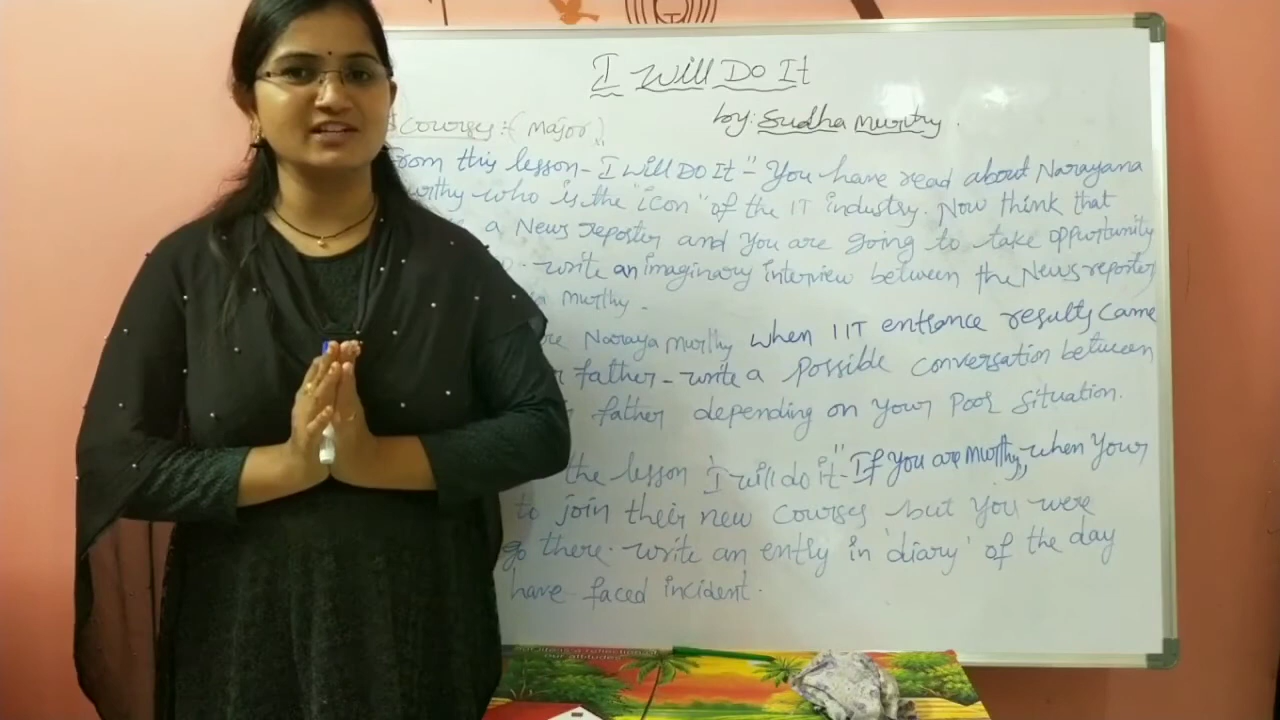 I Will Do It
by: Sudha Murthy.
Courses: (Major)
From this lesson - I Will Do It" You have read about Narayana
who is the "icon" of the IT industry. Now think that
a News reporter and You are going to take opportunity
write an imaginary interview between the News reporter
Murthy.
Naraya Murthy when IIT entrance results came
father - write a possible conversation between
father depending on your poor situation.
the lesson 'I will do it" - If you are murthy,, when your
to join their new courses but you were
go there. write an entry in 'diary' of the day
have faced incident.
our attitudes